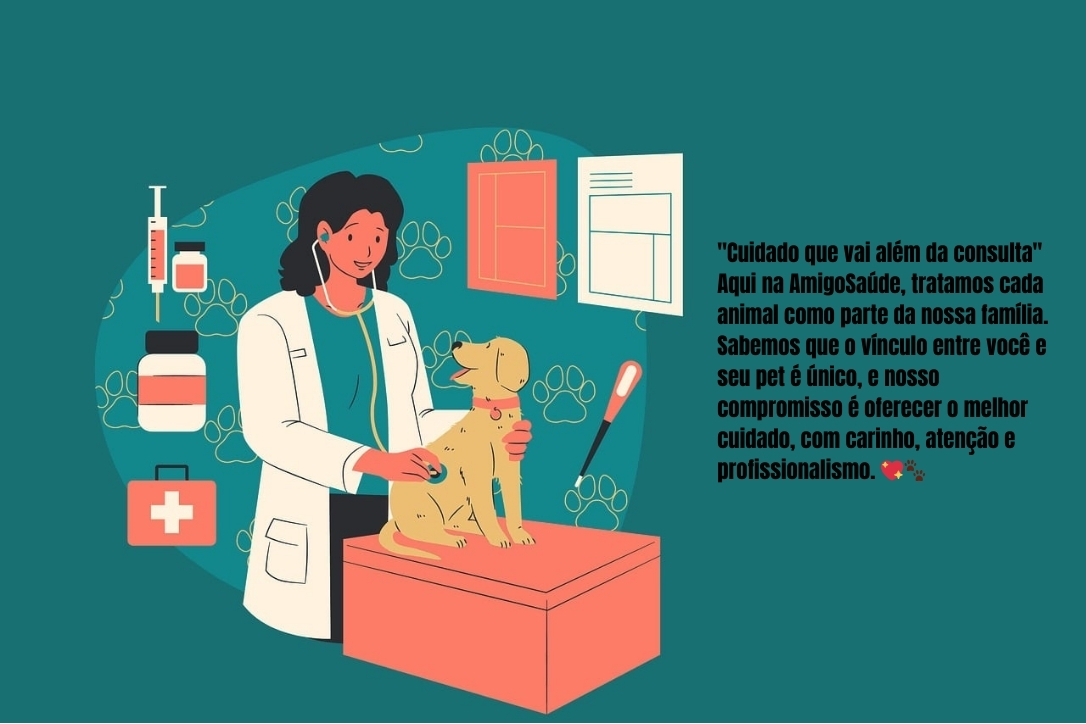 "Cuidado que vai além da consulta"
Aqui na AmigoSaúde, tratamos cada
animal como parte da nossa família.
Sabemos que o vínculo entre você e
seu pet é único, e nosso
compromisso é oferecer o melhor
cuidado, com carinho, atenção e
profissionalismo. 💖🐾